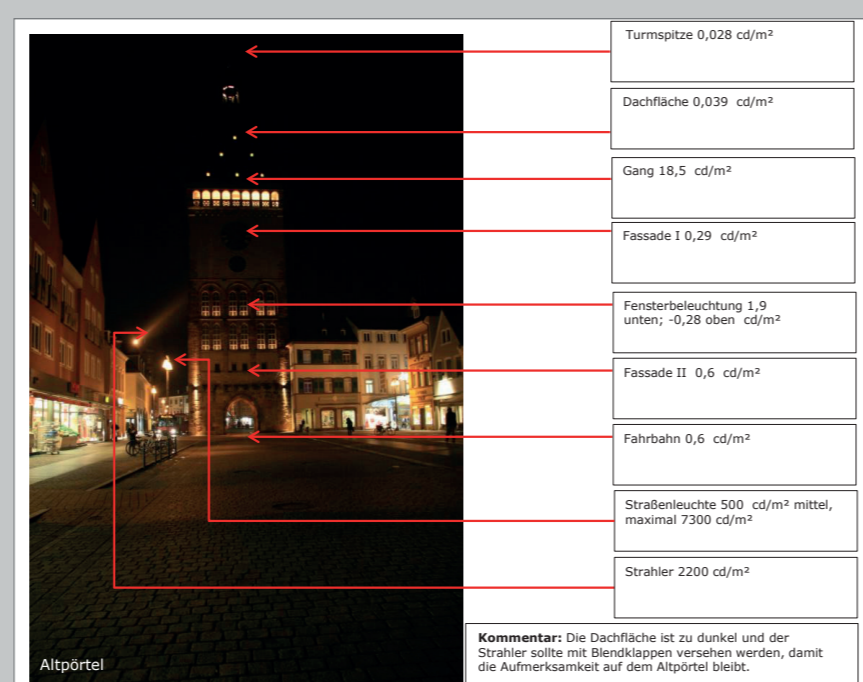 Turmspitze 0,028 cd/m²
Dachfläche 0,039 cd/m²
Gang 18,5 cd/m²
Fassade I 0,29 cd/m²
Fensterbeleuchtung 1,9
unten; -0,28 oben cd/m²
Fassade II 0,6 cd/m²
Fahrbahn 0,6 cd/m²
Straßenleuchte 500 cd/m² mittel,
maximal 7300 cd/m²
Strahler 2200 cd/m²
Kommentar: Die Dachfläche ist zu dunkel und der
Strahler sollte mit Blendklappen versehen werden, damit
die Aufmerksamkeit auf dem Altpörtel bleibt.
Altpörtel